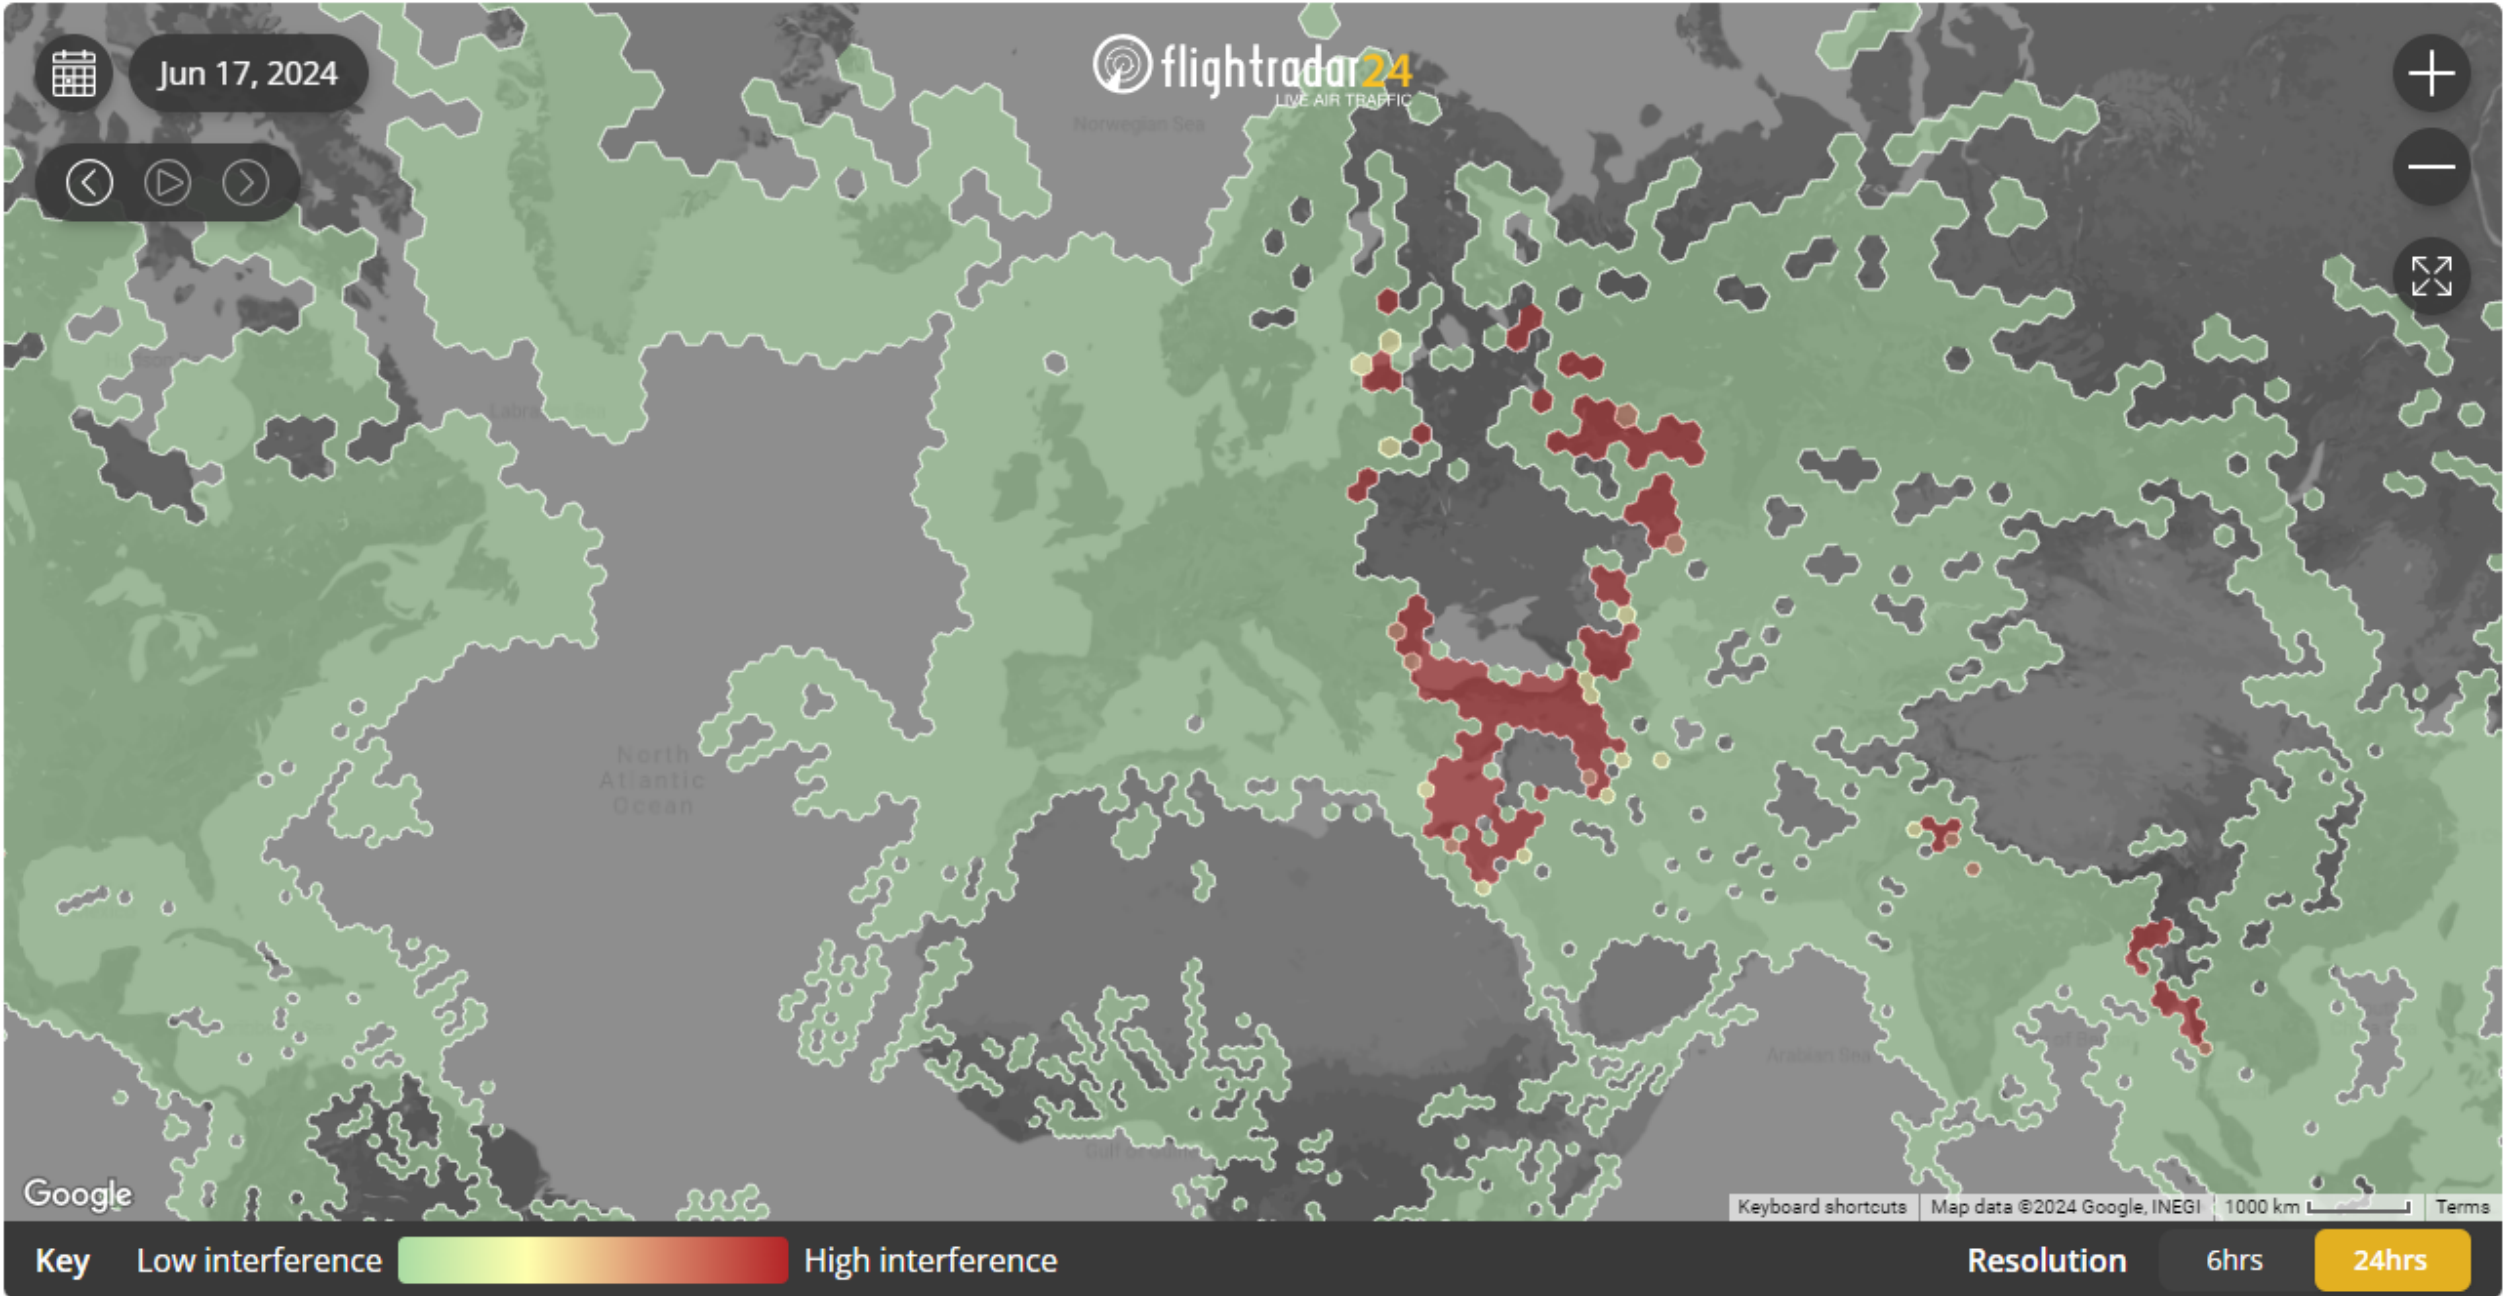 Jun 17, 2024
flightradar24
LIVE AIR TRAFFIC
Norwegian Sea
North
Atlantic
Ocean
Arabian Sea
Google
Keyboard shortcuts
Map data ©2024 Google, INEGI
1000 km
Terms
Key
Low interference
High interference
Resolution
6hrs
24hrs